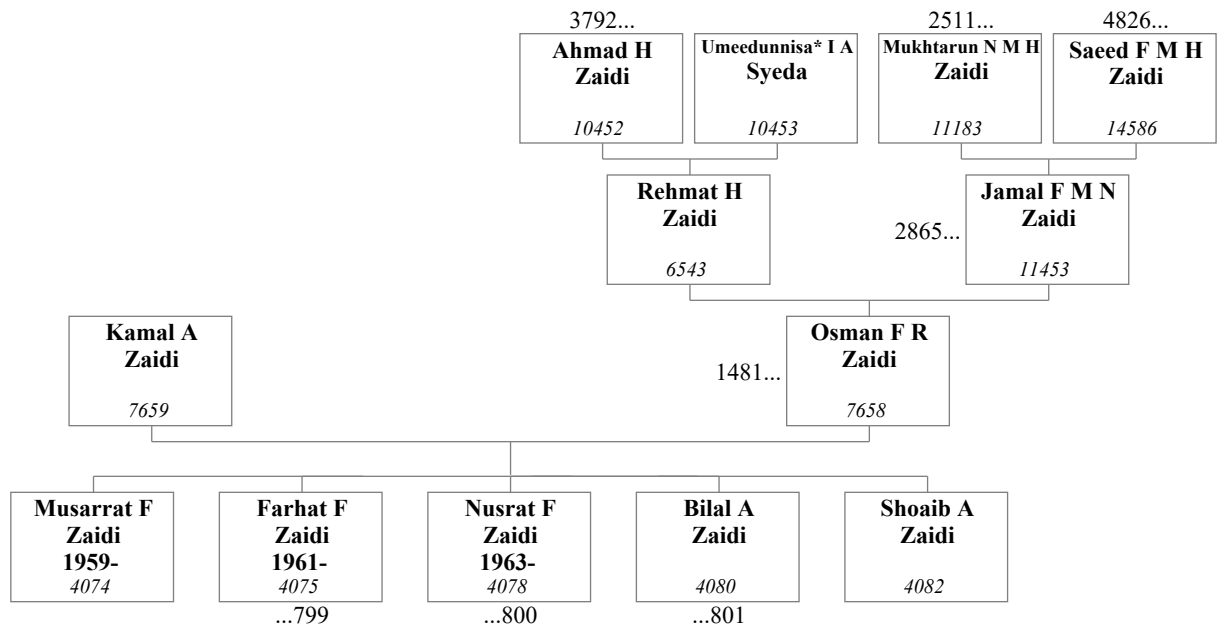 3792...
2511...
4826...
Ahmad H
Zaidi
10452
Umeedunnisa* I A
Syeda
10453
Mukhtarun N M H
Zaidi
11183
Saeed F M H
Zaidi
14586
Rehmat H
Zaidi
6543
2865...
Jamal F M N
Zaidi
11453
Kamal A
Zaidi
7659
1481...
Osman F R
Zaidi
7658
Musarrat F
Zaidi
1959-
4074
Farhat F
Zaidi
1961-
4075
...799
Nusrat F
Zaidi
1963-
4078
...800
Bilal A
Zaidi
4080
...801
Shoaib A
Zaidi
4082